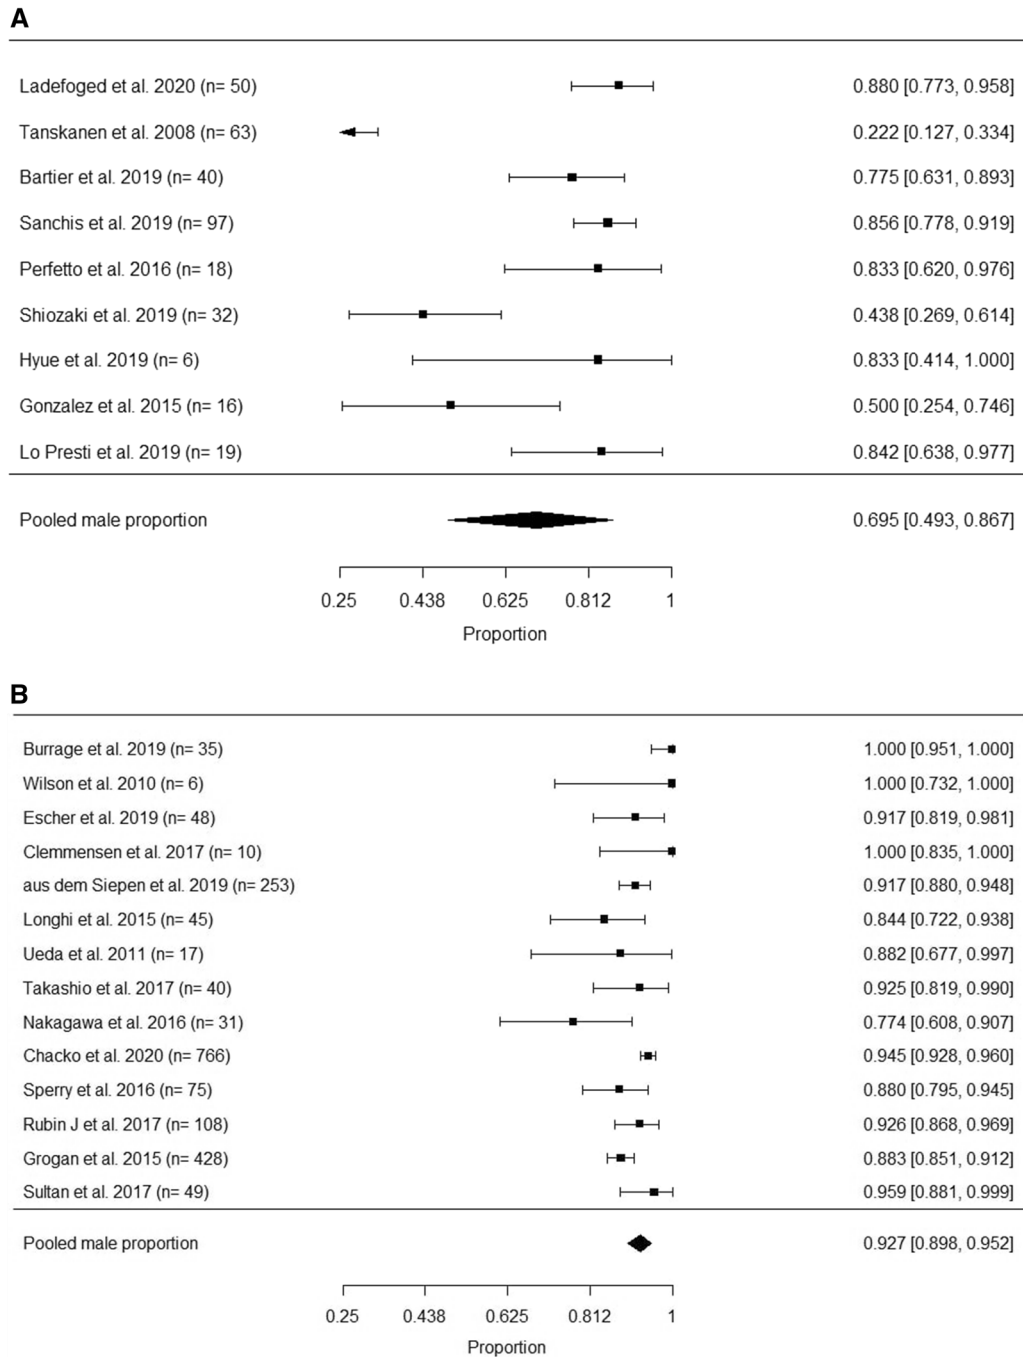 A
Ladefoged et al. 2020 (n= 50) 0.880 [0.773, 0.958]
Tanskanen et al. 2008 (n= 63) 0.222 [0.127, 0.334]
Bartier et al. 2019 (n= 40) 0.775 [0.631, 0.893]
Sanchis et al. 2019 (n= 97) 0.856 [0.778, 0.919]
Perfetto et al. 2016 (n= 18) 0.833 [0.620, 0.976]
Shiozaki et al. 2019 (n= 32) 0.438 [0.269, 0.614]
Hyue et al. 2019 (n= 6) 0.833 [0.414, 1.000]
Gonzalez et al. 2015 (n= 16) 0.500 [0.254, 0.746]
Lo Presti et al. 2019 (n= 19) 0.842 [0.638, 0.977]
Pooled male proportion 0.695 [0.493, 0.867]
0.25 0.438 0.625 0.812 1
Proportion
B
Burrage et al. 2019 (n= 35) 1.000 [0.951, 1.000]
Wilson et al. 2010 (n= 6) 1.000 [0.732, 1.000]
Escher et al. 2019 (n= 48) 0.917 [0.819, 0.981]
Clemmensen et al. 2017 (n= 10) 1.000 [0.835, 1.000]
aus dem Siepen et al. 2019 (n= 253) 0.917 [0.880, 0.948]
Longhi et al. 2015 (n= 45) 0.844 [0.722, 0.938]
Ueda et al. 2011 (n= 17) 0.882 [0.677, 0.997]
Takashio et al. 2017 (n= 40) 0.925 [0.819, 0.990]
Nakagawa et al. 2016 (n= 31) 0.774 [0.608, 0.907]
Chacko et al. 2020 (n= 766) 0.945 [0.928, 0.960]
Sperry et al. 2016 (n= 75) 0.880 [0.795, 0.945]
Rubin J et al. 2017 (n= 108) 0.926 [0.868, 0.969]
Grogan et al. 2015 (n= 428) 0.883 [0.851, 0.912]
Sultan et al. 2017 (n= 49) 0.959 [0.881, 0.999]
Pooled male proportion 0.927 [0.898, 0.952]
0.25 0.438 0.625 0.812 1
Proportion